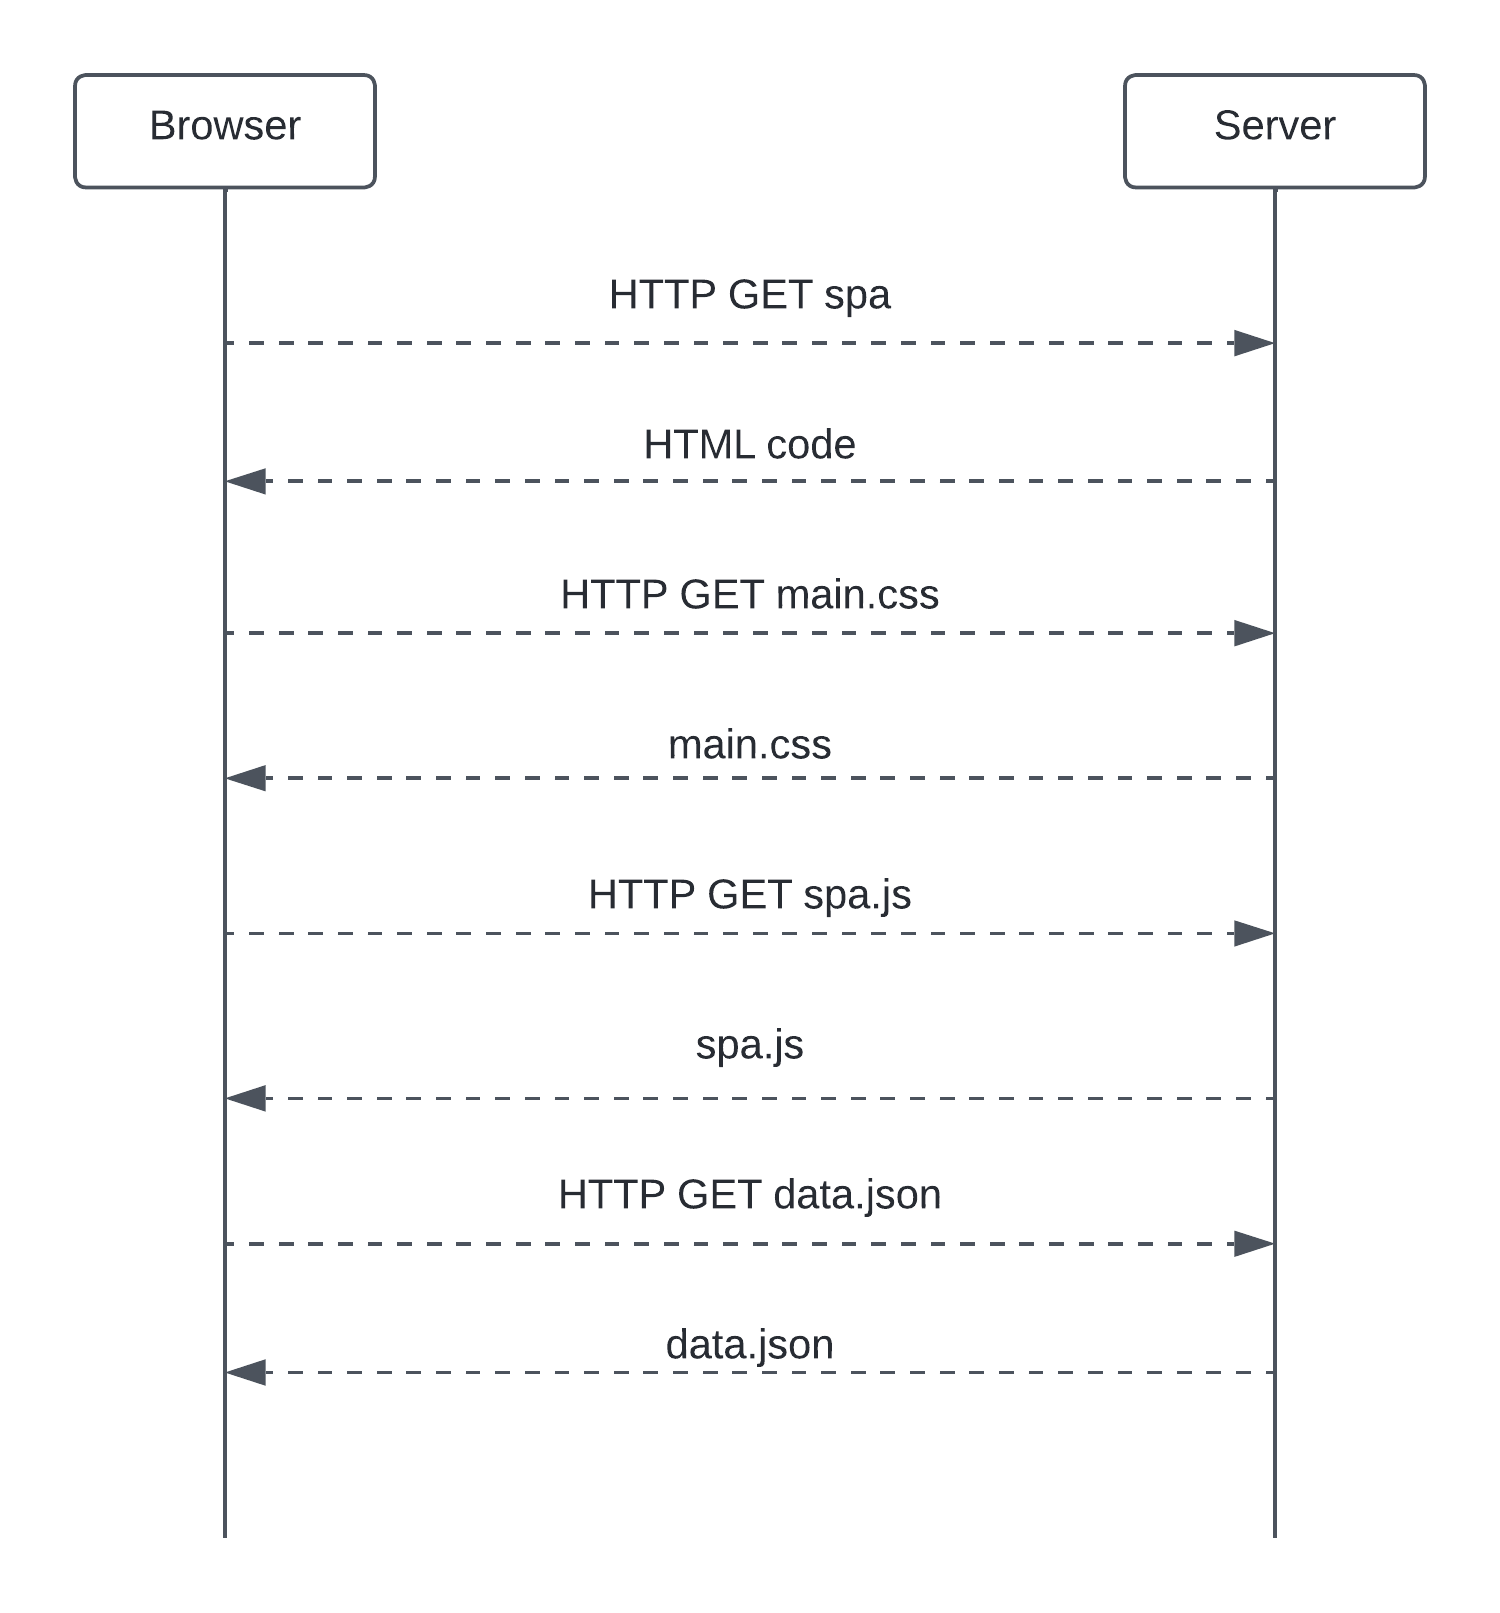 Browser
Server
HTTP GET spa
HTML code
HTTP GET main.css
main.css
HTTP GET spa.js
spa.js
HTTP GET data.json
data.json